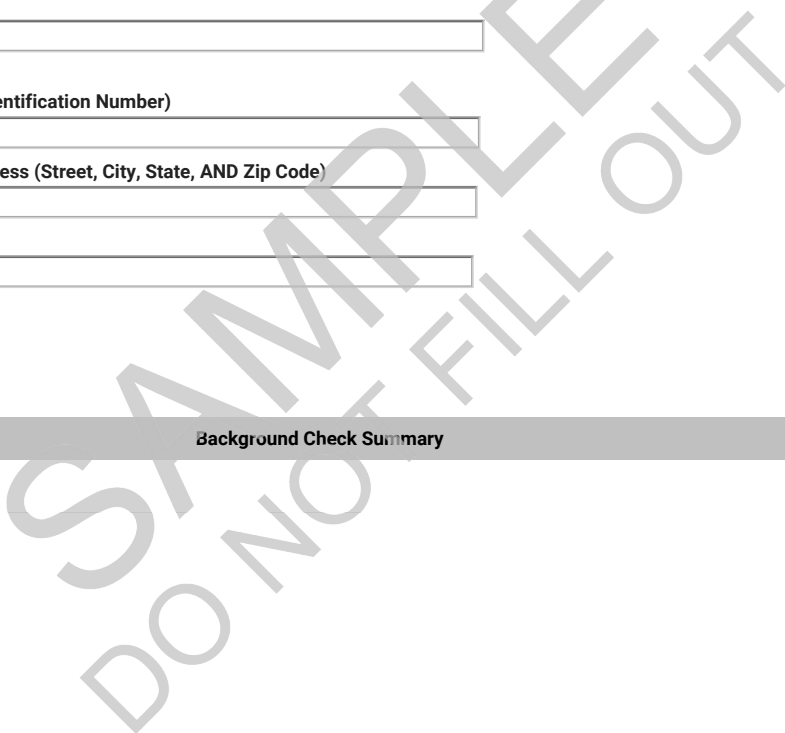 entification Number)
ess (Street, City, State, AND Zip Code)
Background Check Summary
SAMPLE
DO NOT FILL OUT